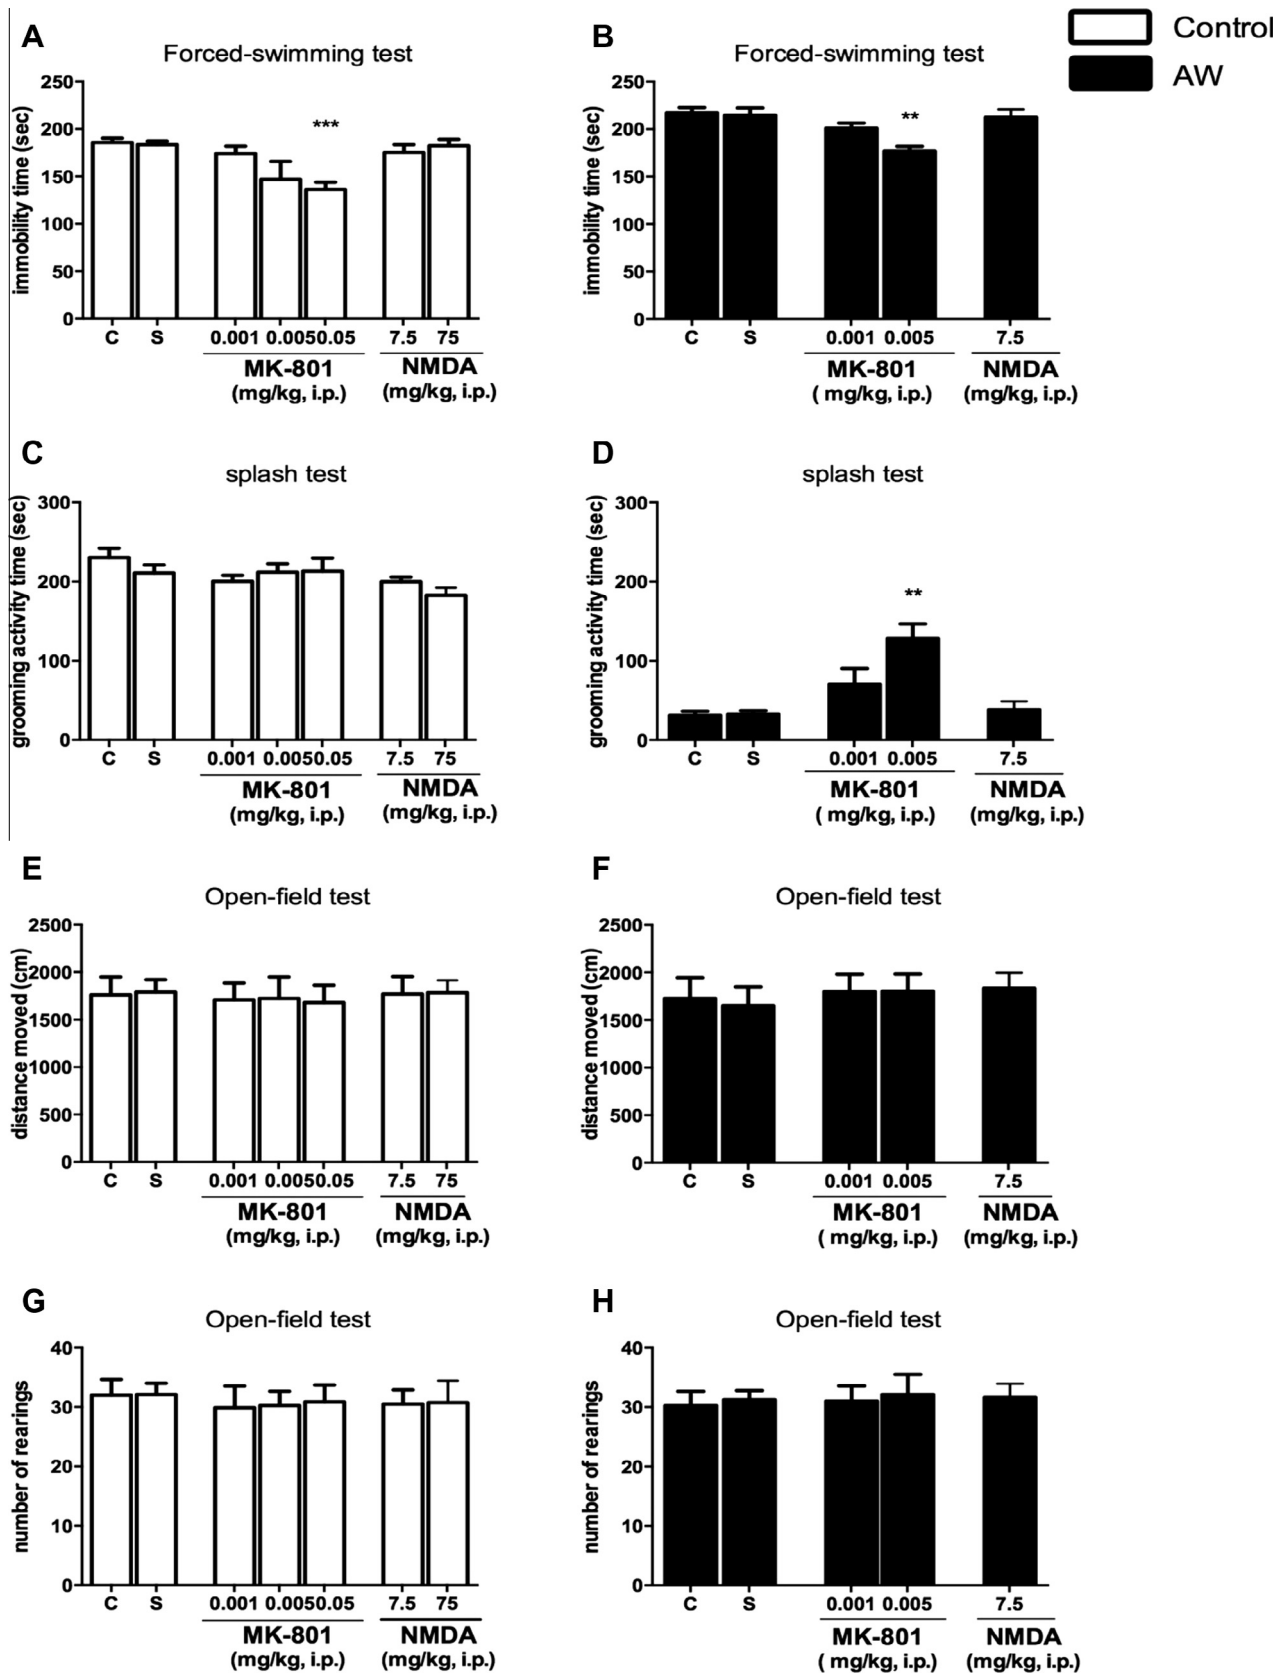 Control
AW
A
Forced-swimming test
immobility time (sec)
250
200
150
100
50
0
***
C S 0.001 0.005 0.05 7.5 75
MK-801 NMDA
(mg/kg, i.p.) (mg/kg, i.p.)
B
Forced-swimming test
immobility time (sec)
250
200
150
100
50
0
**
C S 0.001 0.005 7.5
MK-801 NMDA
( mg/kg, i.p.) (mg/kg, i.p.)
C
splash test
grooming activity time (sec)
300
200
100
0
C S 0.001 0.005 0.05 7.5 75
MK-801 NMDA
(mg/kg, i.p.) (mg/kg, i.p.)
D
splash test
grooming activity time (sec)
300
200
100
0
**
C S 0.001 0.005 7.5
MK-801 NMDA
( mg/kg, i.p.) (mg/kg, i.p.)
E
Open-field test
distance moved (cm)
2500
2000
1500
1000
500
0
C S 0.001 0.005 0.05 7.5 75
MK-801 NMDA
(mg/kg, i.p.) (mg/kg, i.p.)
F
Open-field test
distance moved (cm)
2500
2000
1500
1000
500
0
C S 0.001 0.005 7.5
MK-801 NMDA
( mg/kg, i.p.) (mg/kg, i.p.)
G
Open-field test
number of rearings
40
30
20
10
0
C S 0.001 0.005 0.05 7.5 75
MK-801 NMDA
(mg/kg, i.p.) (mg/kg, i.p.)
H
Open-field test
number of rearings
40
30
20
10
0
C S 0.001 0.005 7.5
MK-801 NMDA
( mg/kg, i.p.) (mg/kg, i.p.)